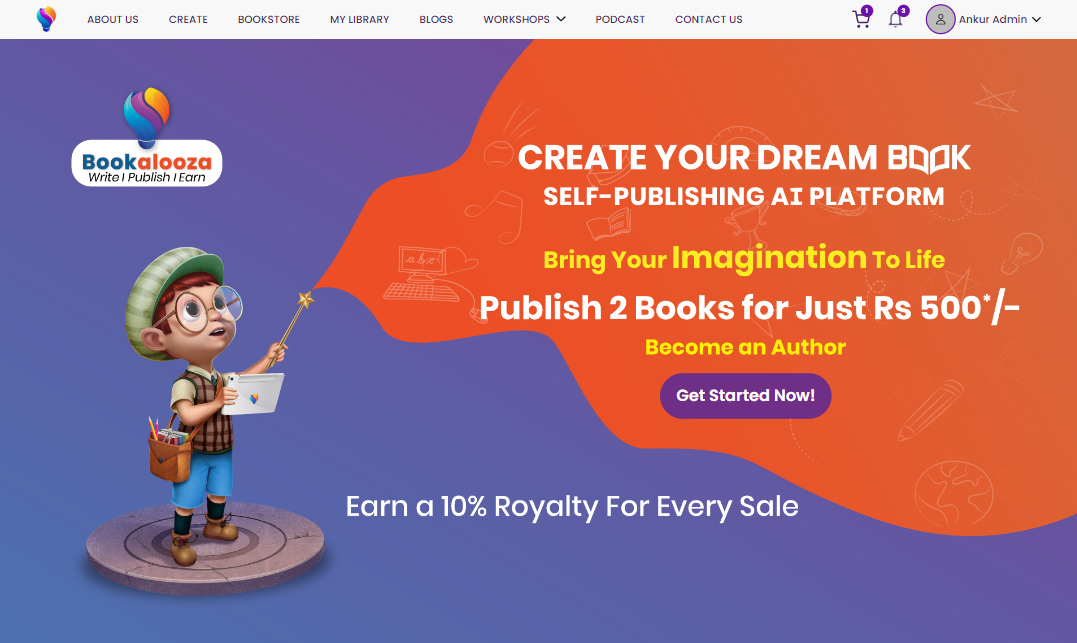 ABOUT US
CREATE
BOOKSTORE
MY LIBRARY
BLOGS
WORKSHOPS
PODCAST
CONTACT US
1
3
Ankur Admin
Bookalooza
Write I Publish I Earn
CREATE YOUR DREAM BOOK
SELF-PUBLISHING AI PLATFORM
Bring Your Imagination To Life
Publish 2 Books for Just Rs 500*/-
Become an Author
Get Started Now!
Earn a 10% Royalty For Every Sale